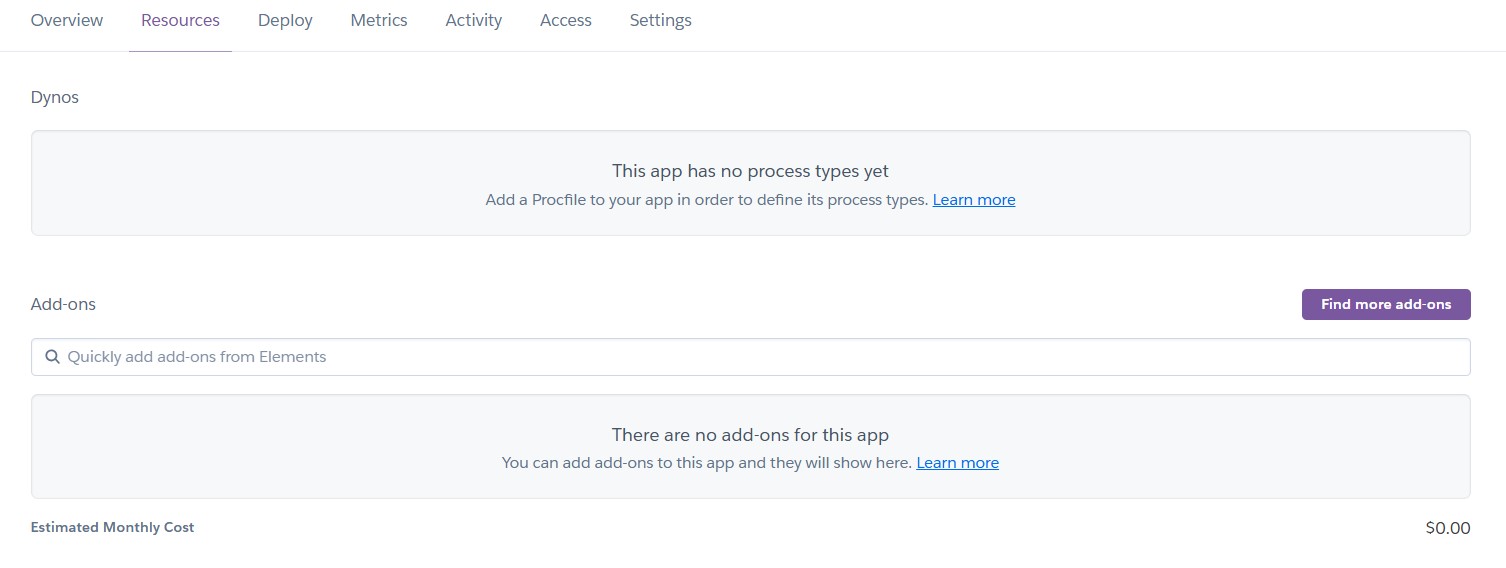 Overview Resources Deploy Metrics Activity Access Settings
Dynos
This app has no process types yet
Add a Procfile to your app in order to define its process types. Learn more
Add-ons Find more add-ons
Quickly add add-ons from Elements
There are no add-ons for this app
You can add add-ons to this app and they will show here. Learn more
Estimated Monthly Cost $0.00